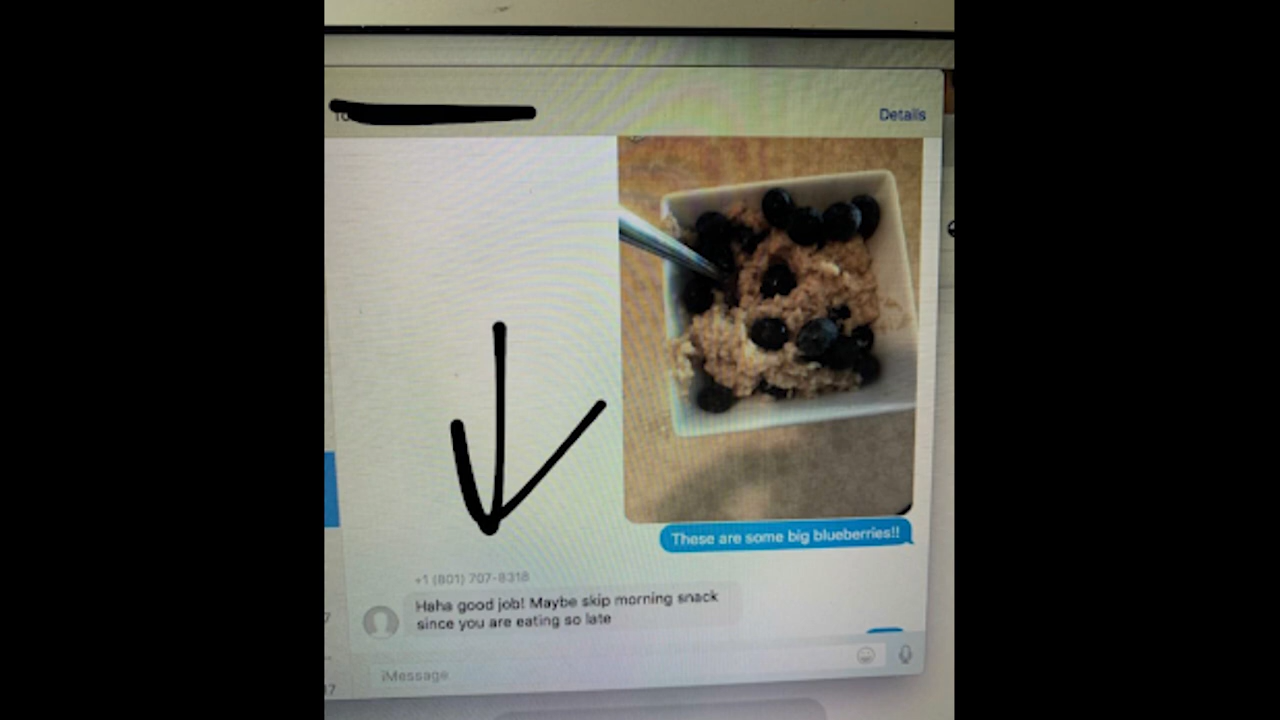 Details
These are some big blueberries!!
+1 (801) 707-8318
Haha good job! Maybe skip morning snack
since you are eating so late
iMessage
17